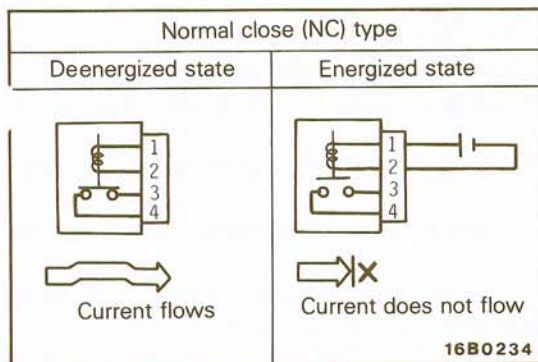 Normal close (NC) type
Deenergized state
Energized state
1
2
3
4
1
2
3
4
Current flows
Current does not flow
16B0234